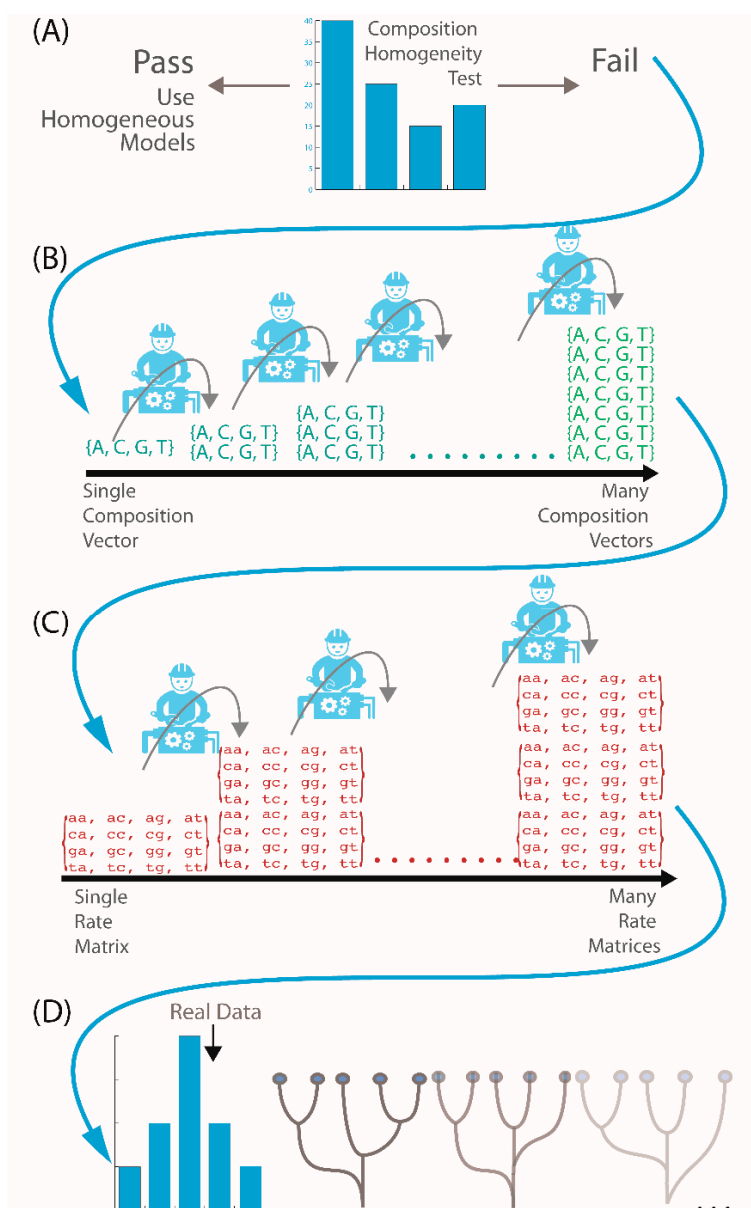 (A)
Pass
Use
Homogeneous
Models
40
35
30
25
20
15
10
5
0
Composition
Homogeneity
Test
Fail
(B)
{A, C, G, T}
{A, C, G, T}
{A, C, G, T}
{A, C, G, T}
{A, C, G, T}
{A, C, G, T}
{A, C, G, T}
{A, C, G, T}
{A, C, G, T}
{A, C, G, T}
{A, C, G, T}
{A, C, G, T}
{A, C, G, T}
. . . . . . . . .
Single
Composition
Vector
Many
Composition
Vectors
(C)
{aa, ac, ag, at}
ca, cc, cg, ct
ga, gc, gg, gt
ta, tc, tg, tt
{aa, ac, ag, at}
ca, cc, cg, ct
ga, gc, gg, gt
ta, tc, tg, tt
{aa, ac, ag, at}
ca, cc, cg, ct
ga, gc, gg, gt
ta, tc, tg, tt
. . . . . . . . .
{aa, ac, ag, at}
ca, cc, cg, ct
ga, gc, gg, gt
ta, tc, tg, tt
{aa, ac, ag, at}
ca, cc, cg, ct
ga, gc, gg, gt
ta, tc, tg, tt
{aa, ac, ag, at}
ca, cc, cg, ct
ga, gc, gg, gt
ta, tc, tg, tt
Single
Rate
Matrix
Many
Rate
Matrices
(D)
Real Data
...